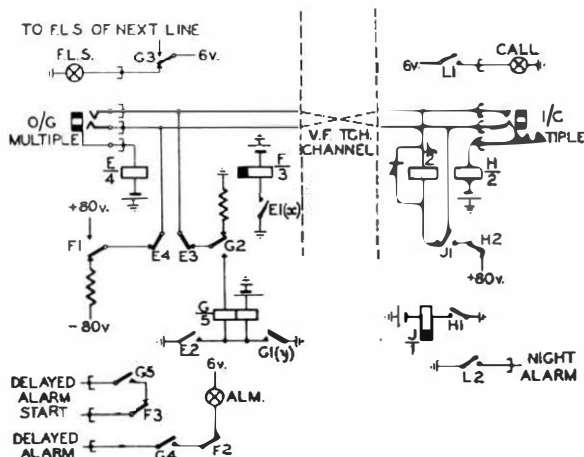 TO F.L.S OF NEXT LINE
F.L.S.
G3
6v.
6v.
L1
CALL
O/G
MULTIPLE
V.F. TGH.
CHANNEL
I/C
TIPLE
E
4
F
3
E1(x)
2
H
2
+80v.
F1
E4
E3
G2
J1
H2
+80v.
-80v.
G
5
E2
G1(y)
J
1
H1
6v.
L2
NIGHT
ALARM
DELAYED
ALARM
START
G5
F3
ALM.
DELAYED
ALARM
G4
F2